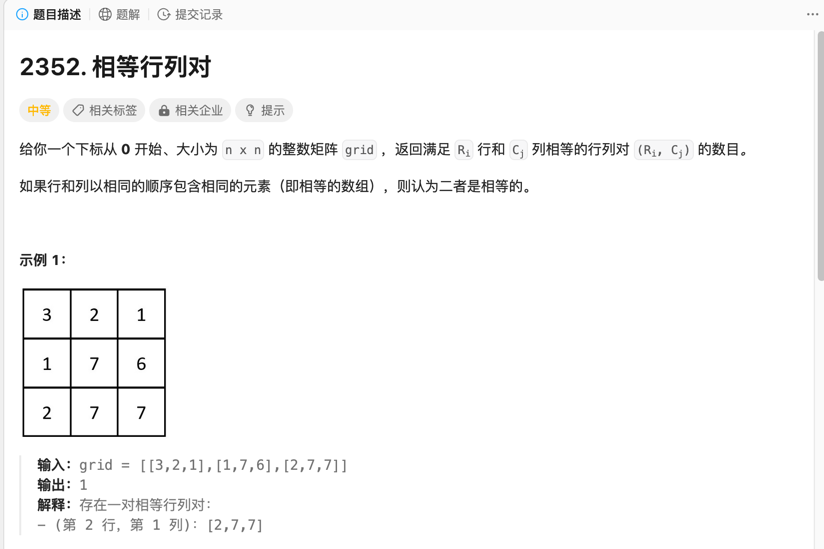 题目描述 题解 提交记录
2352. 相等行列对
中等 相关标签 相关企业 提示
给你一个下标从 0 开始、大小为 n x n 的整数矩阵 grid ，返回满足 Ri 行和 Cj 列相等的行列对 (Ri, Cj) 的数目。
如果行和列以相同的顺序包含相同的元素（即相等的数组），则认为二者是相等的。
示例 1：
3 2 1
1 7 6
2 7 7
输入：grid = [[3,2,1],[1,7,6],[2,7,7]]
输出：1
解释：存在一对相等行列对：
- (第 2 行，第 1 列)：[2,7,7]